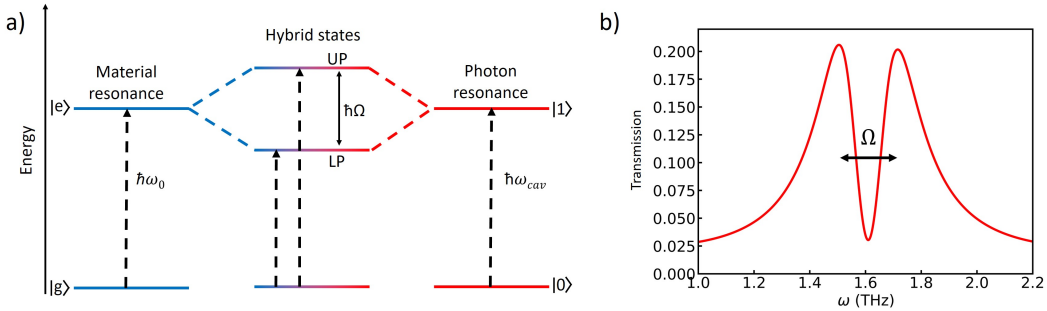 a)
Energy
Material
resonance
|e>
ħω₀
|g>
Hybrid states
UP
ħΩ
LP
Photon
resonance
|1>
ħω_cav
|0>
b)
Transmission
0.200
0.175
0.150
0.125
0.100
0.075
0.050
0.025
0.000
Ω
1.0 1.2 1.4 1.6 1.8 2.0 2.2
ω (THz)